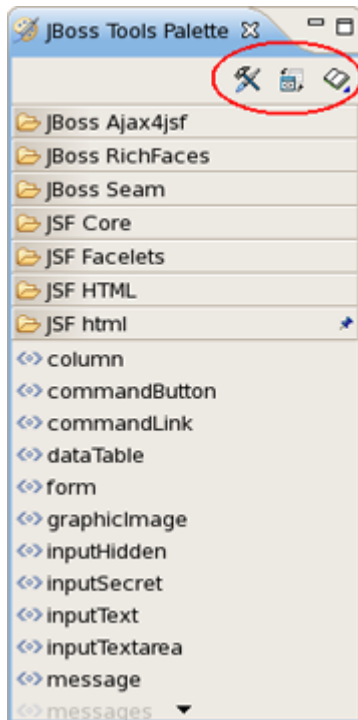 JBoss Tools Palette
JBoss Ajax4jsf
JBoss RichFaces
JBoss Seam
JSF Core
JSF Facelets
JSF HTML
JSF html
column
commandButton
commandLink
dataTable
form
graphicImage
inputHidden
inputSecret
inputText
inputTextarea
message
messages